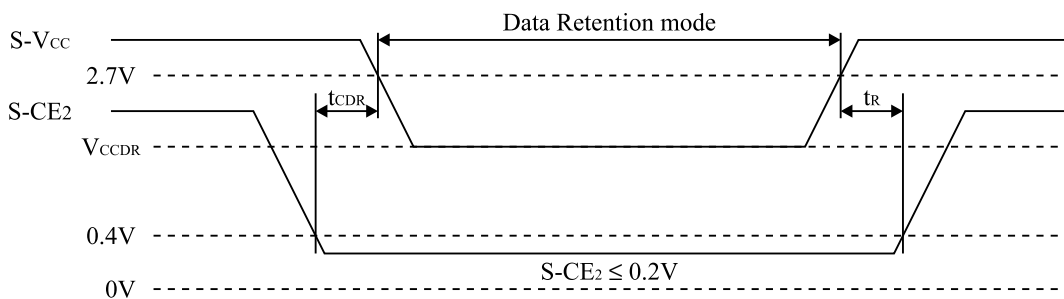 Data Retention mode
S-VCC
2.7V
tCDR
tR
S-CE2
VCCDR
0.4V
S-CE2 ≤ 0.2V
0V